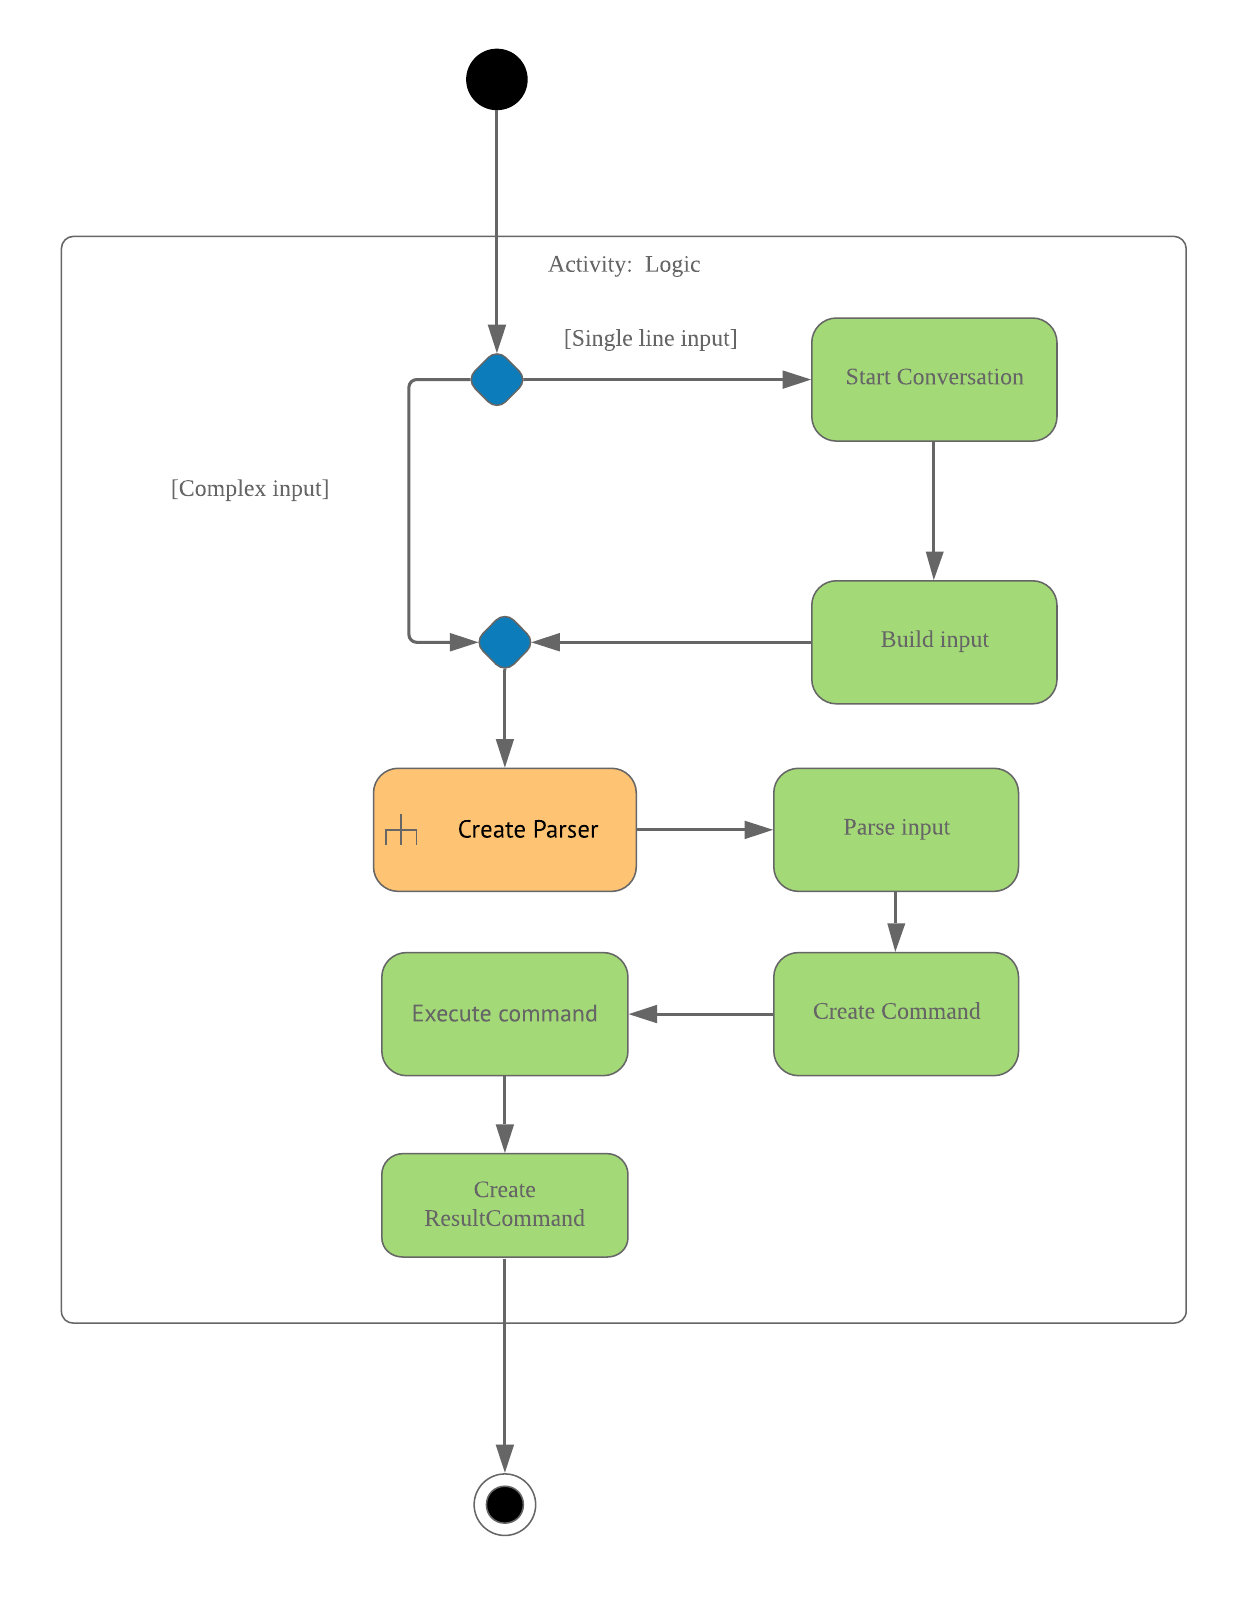 Activity:  Logic
[Single line input]
Start Conversation
[Complex input]
Build input
Create Parser
Parse input
Execute command
Create Command
Create
ResultCommand